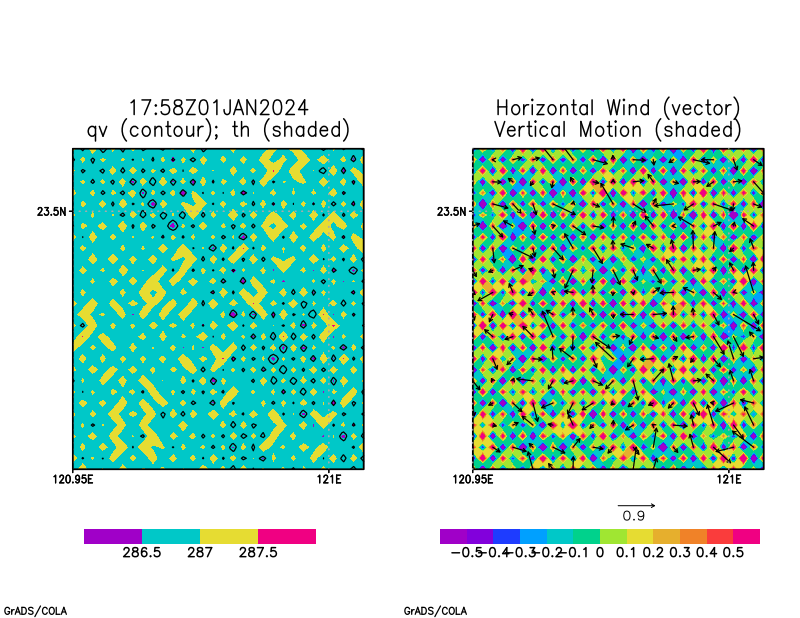 17:58Z01JAN2024
qv (contour); th (shaded)
23.5N
120.95E 121E
286.5 287 287.5
Horizontal Wind (vector)
Vertical Motion (shaded)
23.5N
120.95E 121E
0.9
-0.5 -0.4 -0.3 -0.2 -0.1 0 0.1 0.2 0.3 0.4 0.5
GrADS/COLA GrADS/COLA